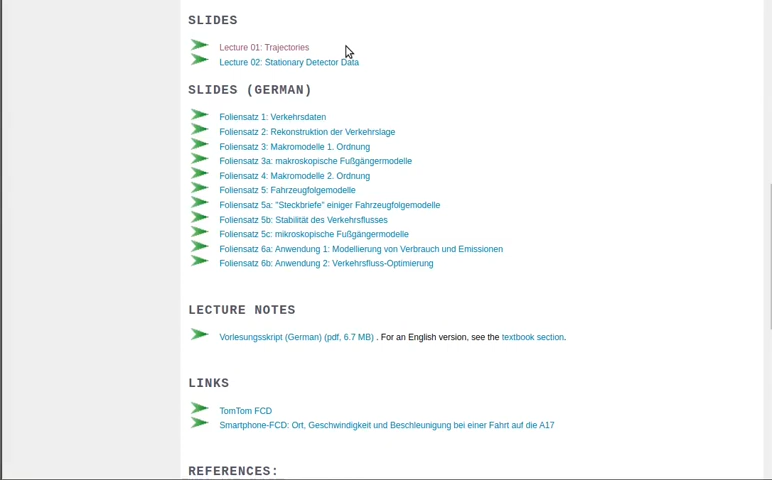 SLIDES
Lecture 01: Trajectories
Lecture 02: Stationary Detector Data
SLIDES (GERMAN)
Foliensatz 1: Verkehrsdaten
Foliensatz 2: Rekonstruktion der Verkehrslage
Foliensatz 3: Makromodelle 1. Ordnung
Foliensatz 3a: makroskopische Fußgängermodelle
Foliensatz 4: Makromodelle 2. Ordnung
Foliensatz 5: Fahrzeugfolgemodelle
Foliensatz 5a: "Steckbriefe" einiger Fahrzeugfolgemodelle
Foliensatz 5b: Stabilität des Verkehrsflusses
Foliensatz 5c: mikroskopische Fußgängermodelle
Foliensatz 6a: Anwendung 1: Modellierung von Verbrauch und Emissionen
Foliensatz 6b: Anwendung 2: Verkehrsfluss-Optimierung
LECTURE NOTES
Vorlesungsskript (German) (pdf, 6.7 MB) . For an English version, see the textbook section.
LINKS
TomTom FCD
Smartphone-FCD: Ort, Geschwindigkeit und Beschleunigung bei einer Fahrt auf die A17
REFERENCES: